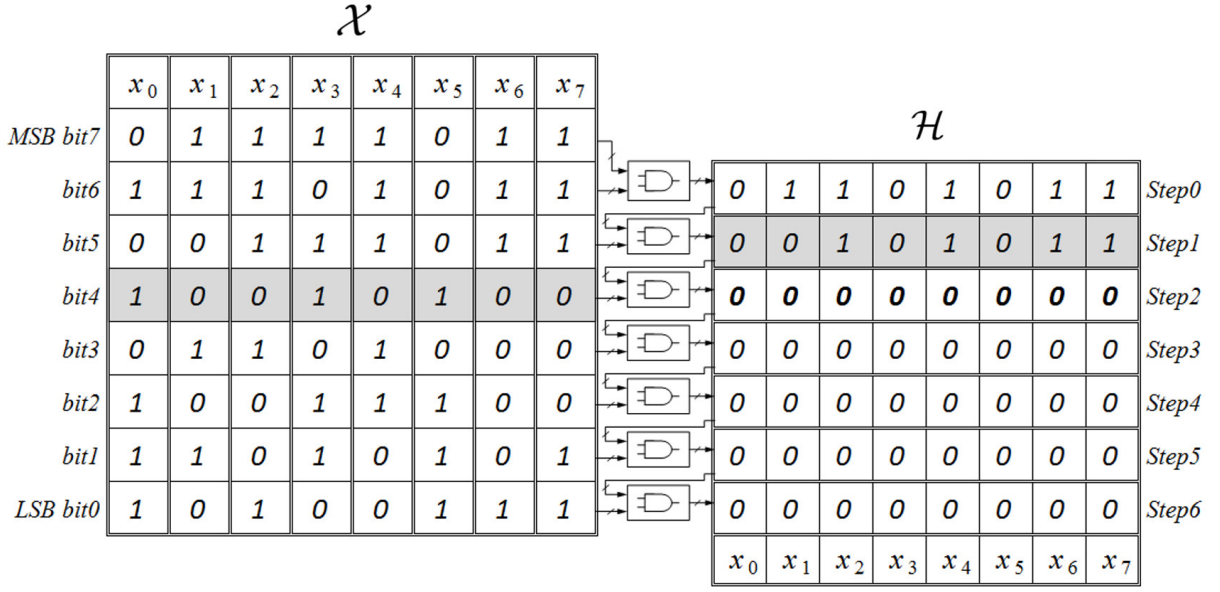 𝒳
x0 x1 x2 x3 x4 x5 x6 x7
MSB bit7 0 1 1 1 1 0 1 1
ℋ
bit6 1 1 1 0 1 0 1 1 0 1 1 0 1 0 1 1 Step0
bit5 0 0 1 1 1 0 1 1 0 0 1 0 1 0 1 1 Step1
bit4 1 0 0 1 0 1 0 0 0 0 0 0 0 0 0 0 Step2
bit3 0 1 1 0 1 0 0 0 0 0 0 0 0 0 0 0 Step3
bit2 1 0 0 1 1 1 0 0 0 0 0 0 0 0 0 0 Step4
bit1 1 1 0 1 0 1 0 1 0 0 0 0 0 0 0 0 Step5
LSB bit0 1 0 1 0 0 1 1 1 0 0 0 0 0 0 0 0 Step6
x0 x1 x2 x3 x4 x5 x6 x7